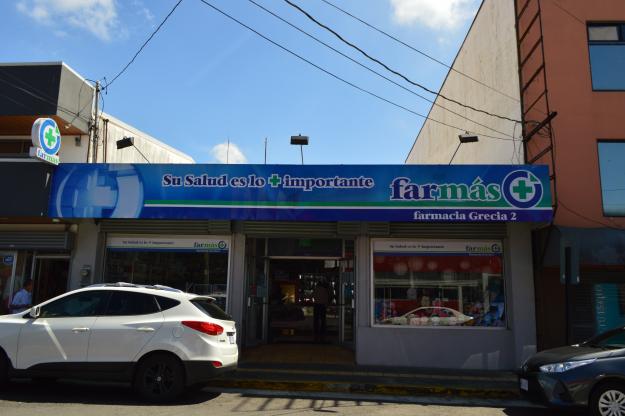 farmás
Su Salud es lo + importante
farmás
farmacia Grecia 2
Su Salud es lo + importante
farmás
Su Salud es lo + importante
farmás